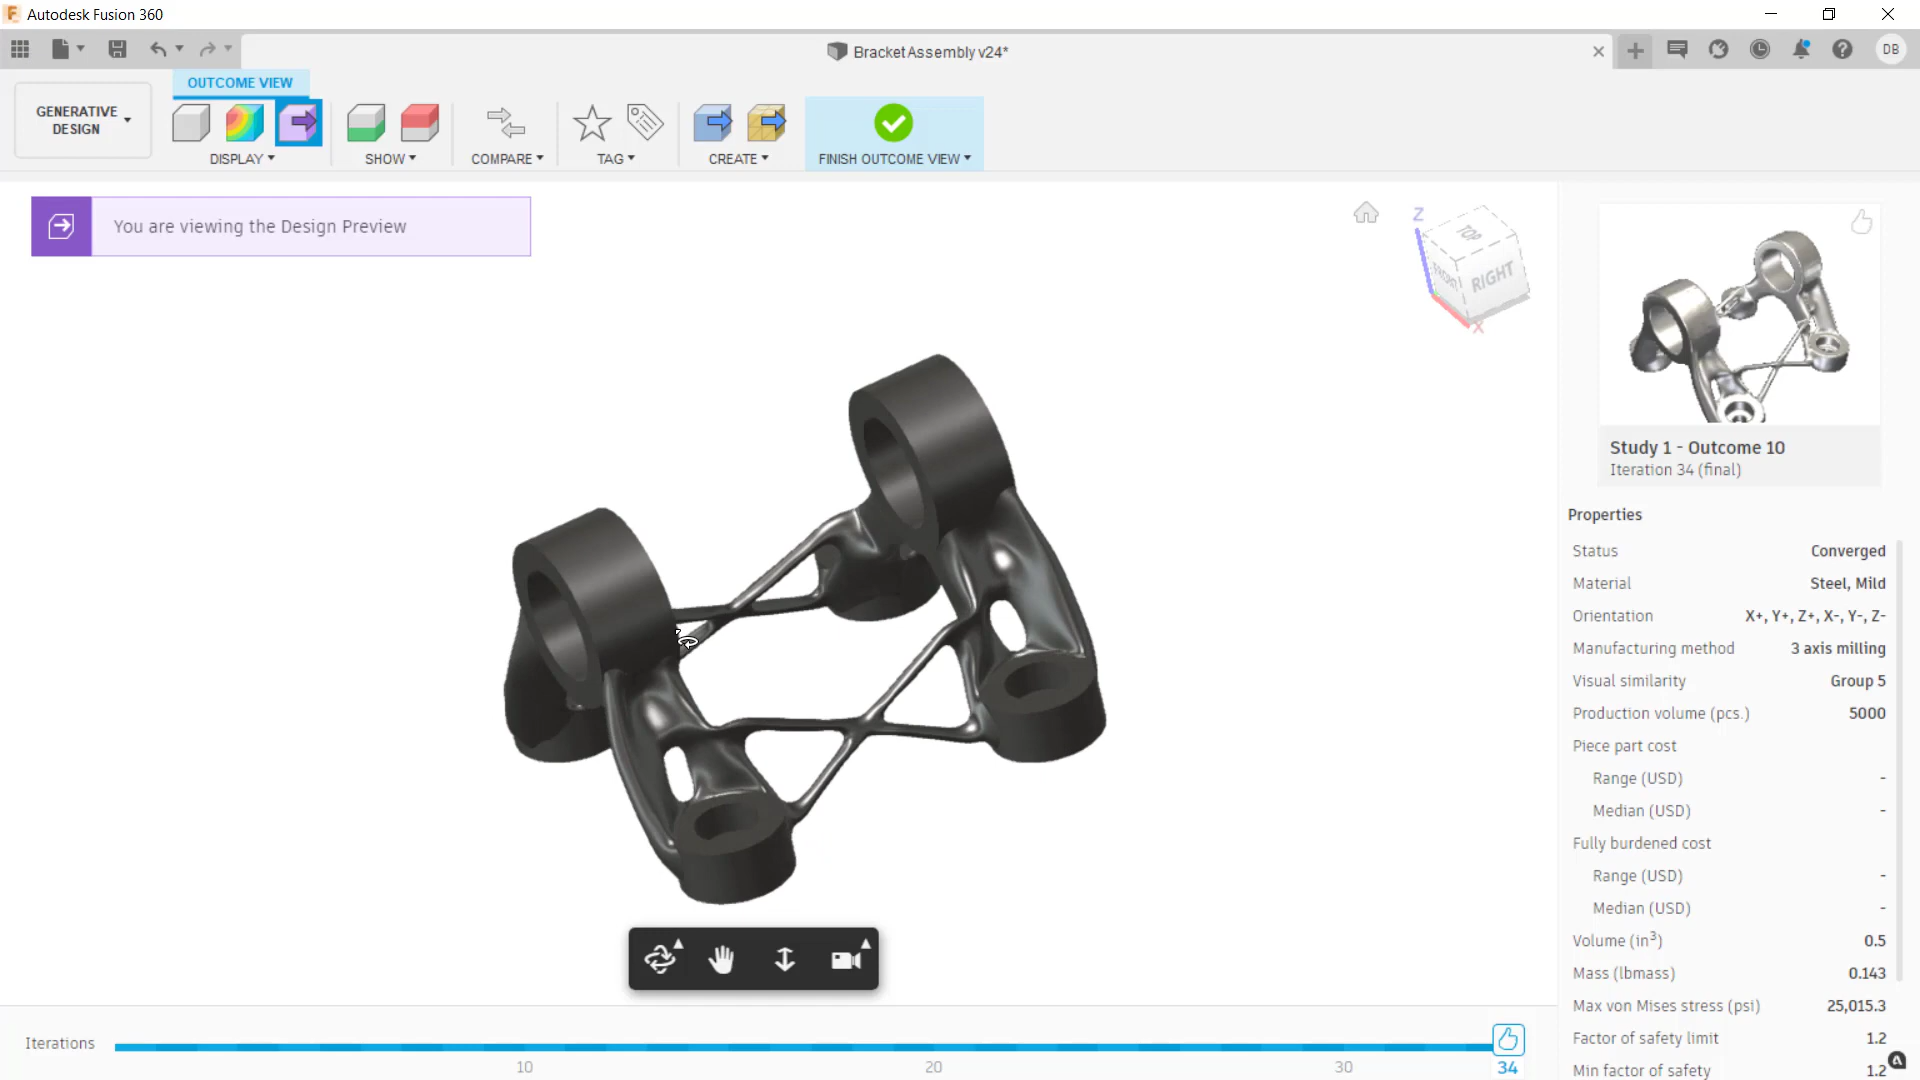 Autodesk Fusion 360
BracketAssembly v24*
DB
GENERATIVE
DESIGN
OUTCOME VIEW
DISPLAY
SHOW
COMPARE
TAG
CREATE
FINISH OUTCOME VIEW
You are viewing the Design Preview
Z
TOP
FRONT
RIGHT
X
Study 1 - Outcome 10
Iteration 34 (final)
Properties
Status Converged
Material Steel, Mild
Orientation X+, Y+, Z+, X-, Y-, Z-
Manufacturing method 3 axis milling
Visual similarity Group 5
Production volume (pcs.) 5000
Piece part cost
Range (USD) -
Median (USD) -
Fully burdened cost
Range (USD) -
Median (USD) -
Volume (in³) 0.5
Mass (lbmass) 0.143
Max von Mises stress (psi) 25,015.3
Factor of safety limit 1.2
Min factor of safety 1.2
Iterations
10 20 30 34